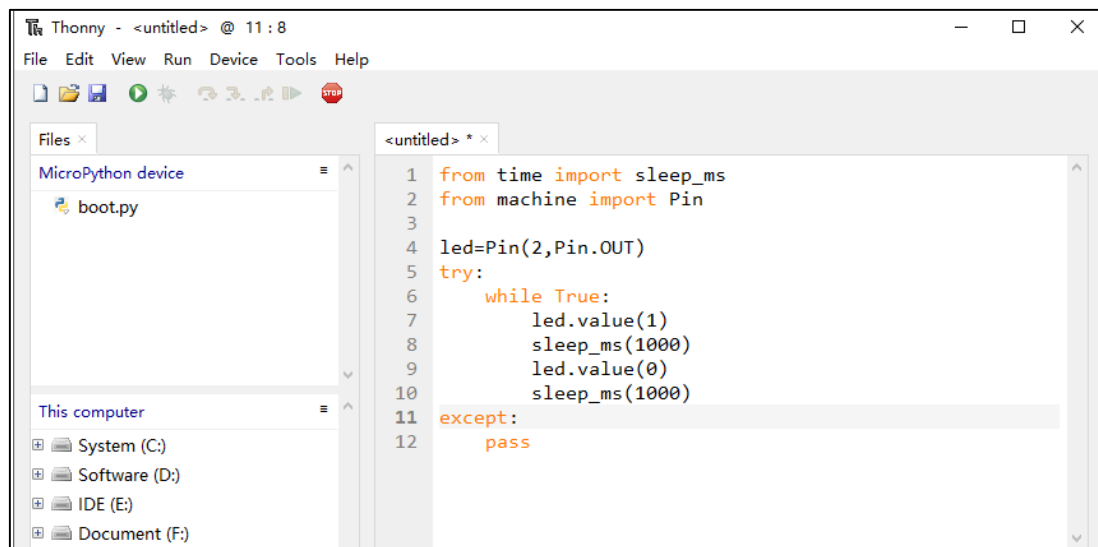 Thonny - <untitled> @ 11 : 8
File Edit View Run Device Tools Help
STOP
Files
MicroPython device
boot.py
This computer
System (C:)
Software (D:)
IDE (E:)
Document (F:)
<untitled> *
1 from time import sleep_ms
2 from machine import Pin
3
4 led=Pin(2,Pin.OUT)
5 try:
6     while True:
7         led.value(1)
8         sleep_ms(1000)
9         led.value(0)
10         sleep_ms(1000)
11 except:
12     pass